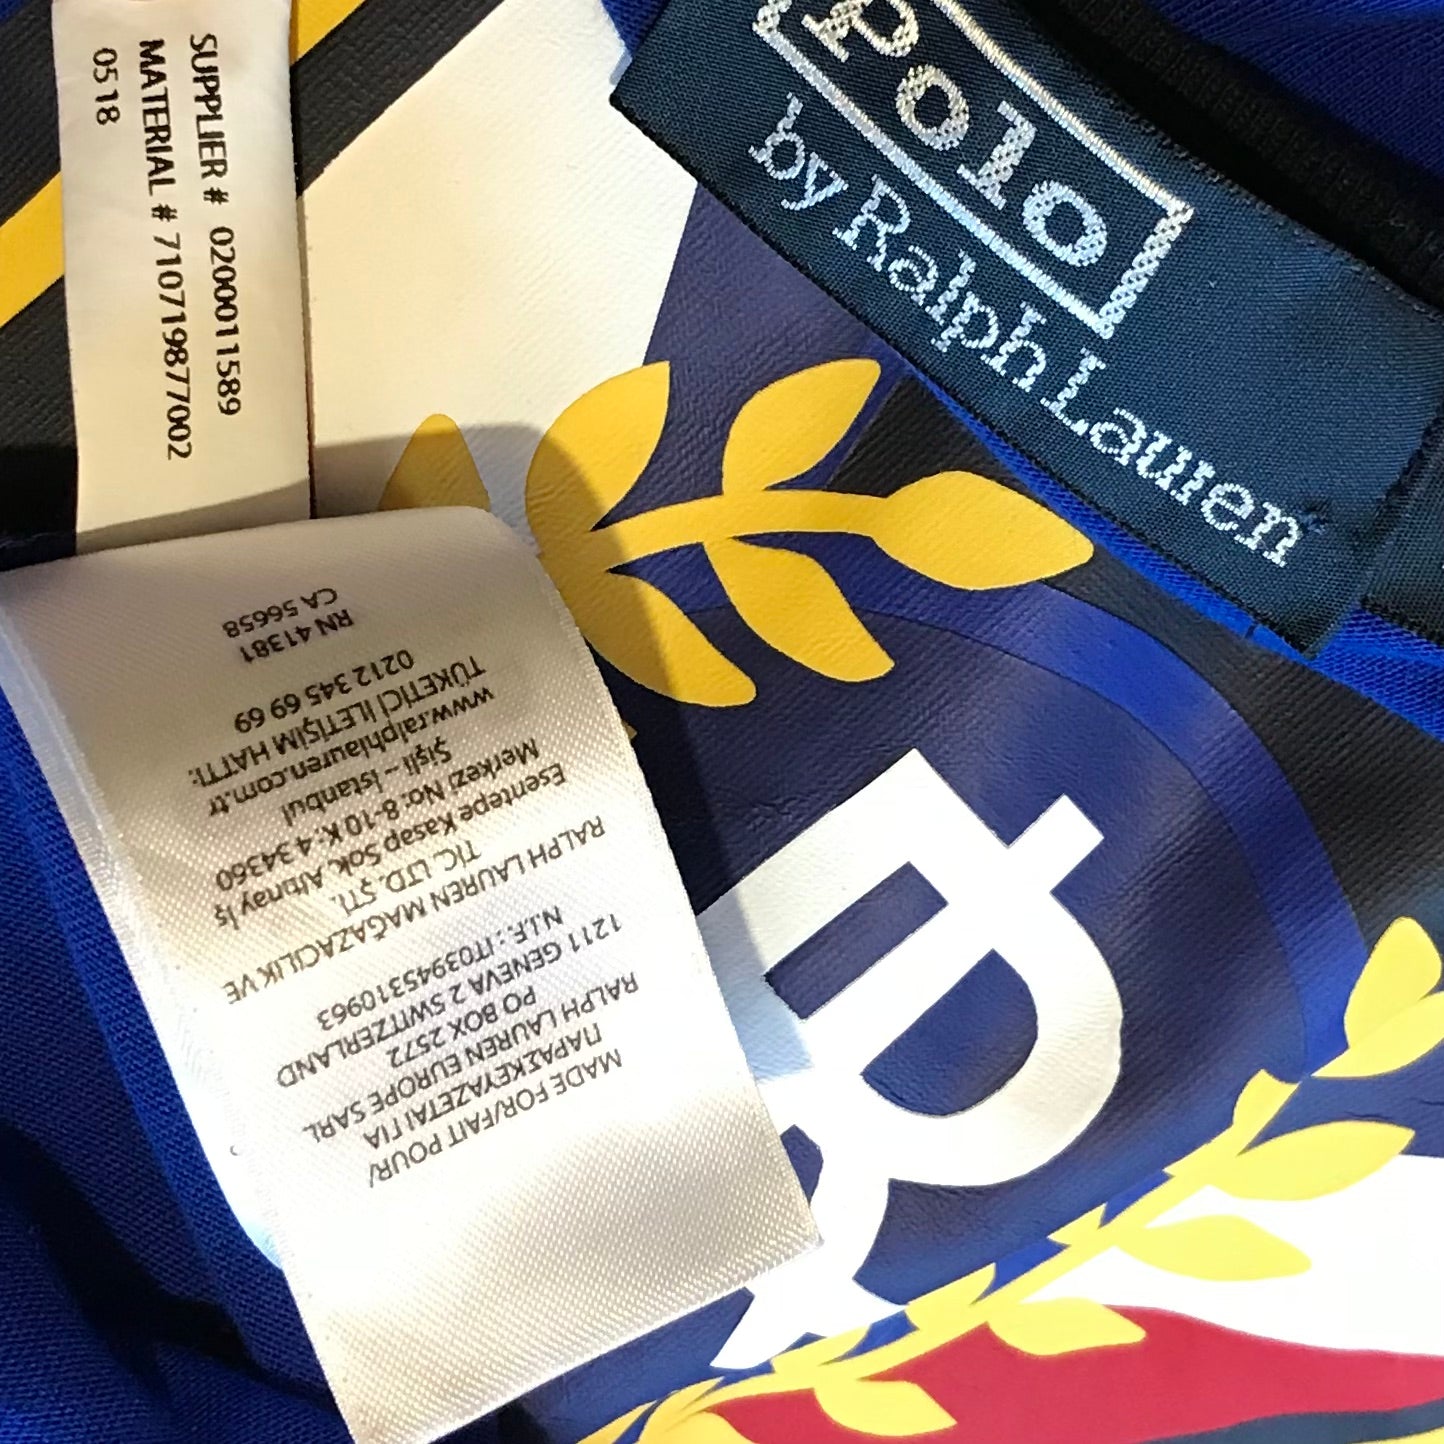 Polo
by Ralph Lauren
SUPPLIER # 0200011589
MATERIAL # 710719877002
0518
MADE FOR/FAIT POUR/
ΠΑΡΑΣΚΕΥΑΖΕΤΑΙ ΓΙΑ
RALPH LAUREN EUROPE SARL
PO BOX 2572
1211 GENEVA 2 SWITZERLAND
N.I.F.: IT03945310963
RALPH LAUREN MAĞAZACILIK VE
TİC. LTD. ŞTİ.
Esentepe Kasap Sok. Altınay İş
Merkezi No: 8-10 K: 4 34360
Şişli – İstanbul
www.ralphlauren.com.tr
TÜKETİCİ İLETİŞİM HATTI:
0212 345 69 69
RN 41381
CA 56658